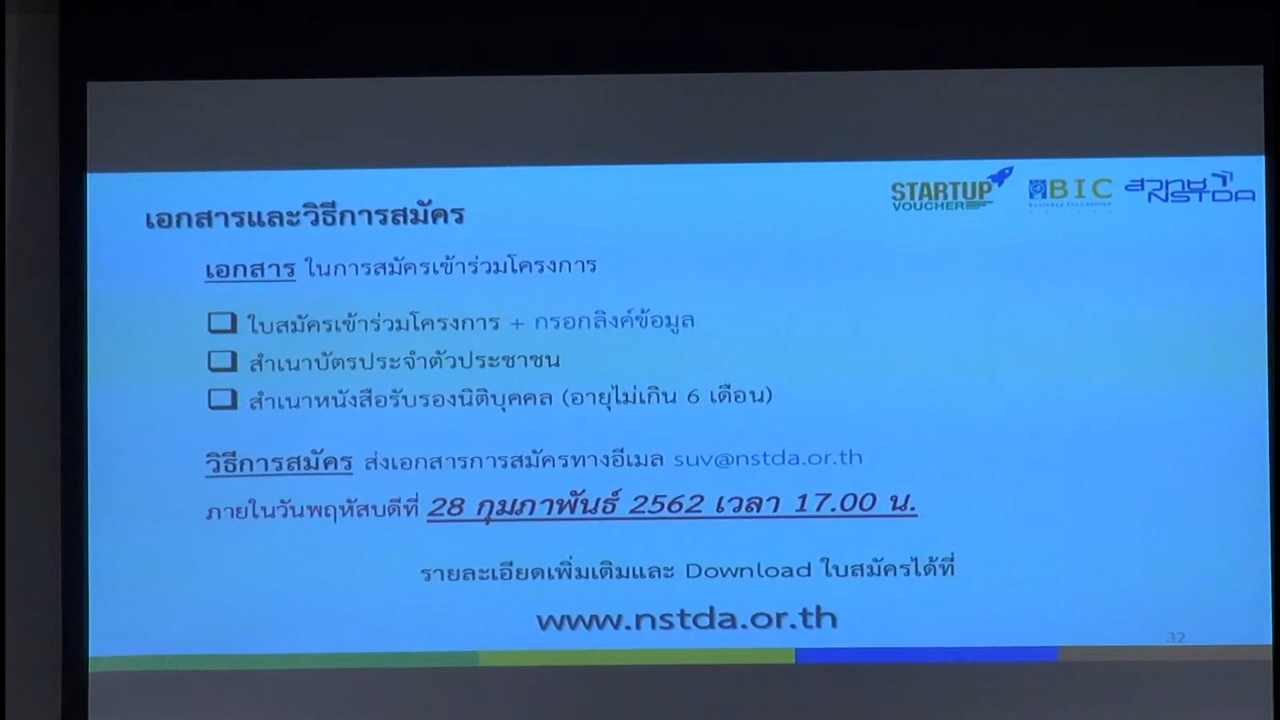 STARTUP
VOUCHER
BIC
สวทช
NSTDA
เอกสารและวิธีการสมัคร
เอกสาร ในการสมัครเข้าร่วมโครงการ
ใบสมัครเข้าร่วมโครงการ + กรอกลิงค์ข้อมูล
สำเนาบัตรประจำตัวประชาชน
สำเนาหนังสือรับรองนิติบุคคล (อายุไม่เกิน 6 เดือน)
วิธีการสมัคร ส่งเอกสารการสมัครทางอีเมล suv@nstda.or.th
ภายในวันพฤหัสบดีที่ 28 กุมภาพันธ์ 2562 เวลา 17.00 น.
รายละเอียดเพิ่มเติมและ Download ใบสมัครได้ที่
www.nstda.or.th
32